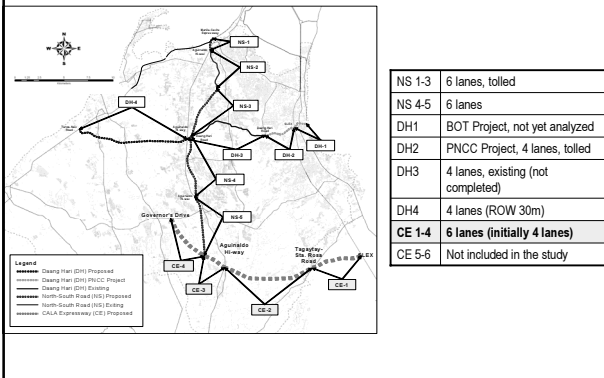 N
W
E
S
NS-1
NS-2
NS-3
DH-4
DH-1
DH-3
DH-2
NS-4
NS-5
Governor's Drive
Aguinaldo
Hi-way
Tagaytay-
Sta. Rosa
Road
SLEX
CE-4
CE-3
CE-2
CE-1
Legend
Daang Hari (DH) Proposed
Daang Hari (DH) PNCC Project
Daang Hari (DH) Existing
North-South Road (NS) Proposed
North-South Road (NS) Exiting
CALA Expressway (CE) Proposed
NS 1-3 6 lanes, tolled
NS 4-5 6 lanes
DH1 BOT Project, not yet analyzed
DH2 PNCC Project, 4 lanes, tolled
DH3 4 lanes, existing (not
completed)
DH4 4 lanes (ROW 30m)
CE 1-4 6 lanes (initially 4 lanes)
CE 5-6 Not included in the study